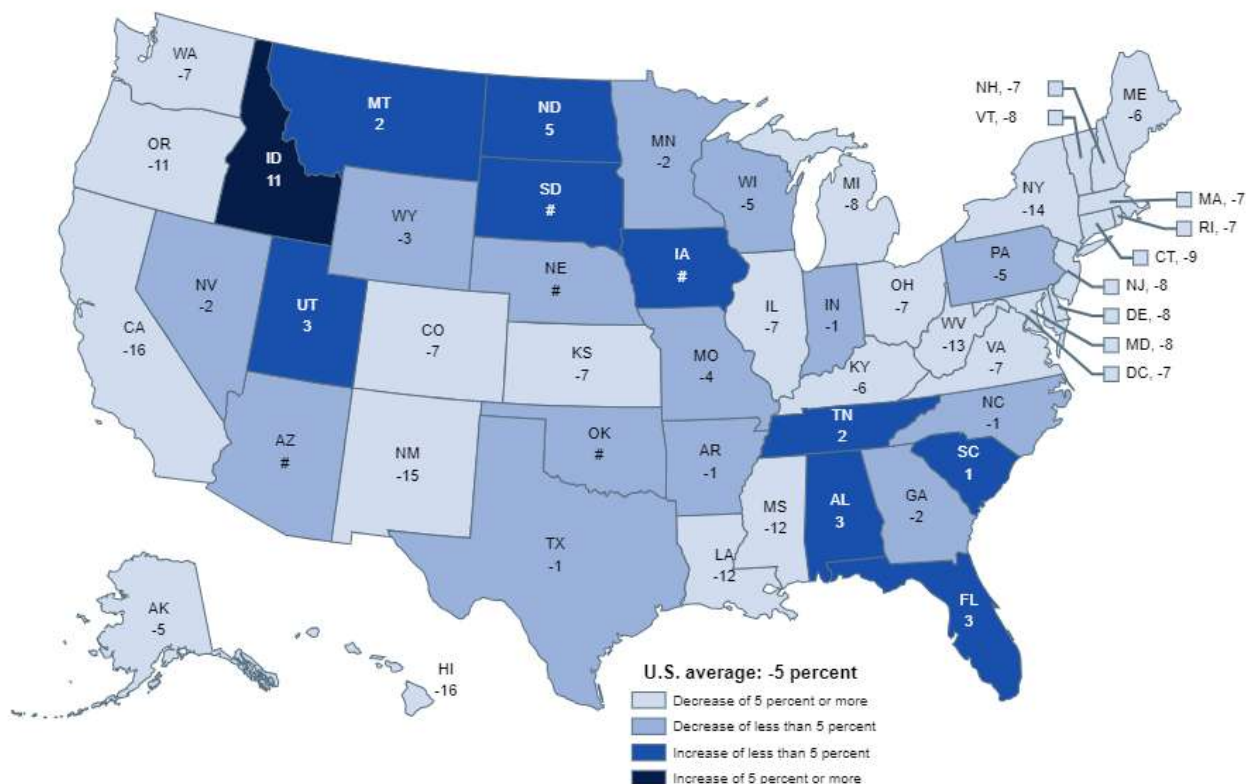 WA
-7
MT
2
ND
5
MN
-2
NH, -7
VT, -8
ME
-6
OR
-11
ID
11
SD
#
WI
-5
MI
-8
NY
-14
MA, -7
RI, -7
CT, -9
WY
-3
IA
#
PA
-5
NJ, -8
DE, -8
MD, -8
DC, -7
NV
-2
UT
3
NE
#
IL
-7
IN
-1
OH
-7
WV
-13
VA
-7
CA
-16
CO
-7
KS
-7
MO
-4
KY
-6
NC
-1
TN
2
AZ
#
NM
-15
OK
#
AR
-1
SC
1
MS
-12
AL
3
GA
-2
TX
-1
LA
-12
FL
3
AK
-5
HI
-16
U.S. average: -5 percent
Decrease of 5 percent or more
Decrease of less than 5 percent
Increase of less than 5 percent
Increase of 5 percent or more